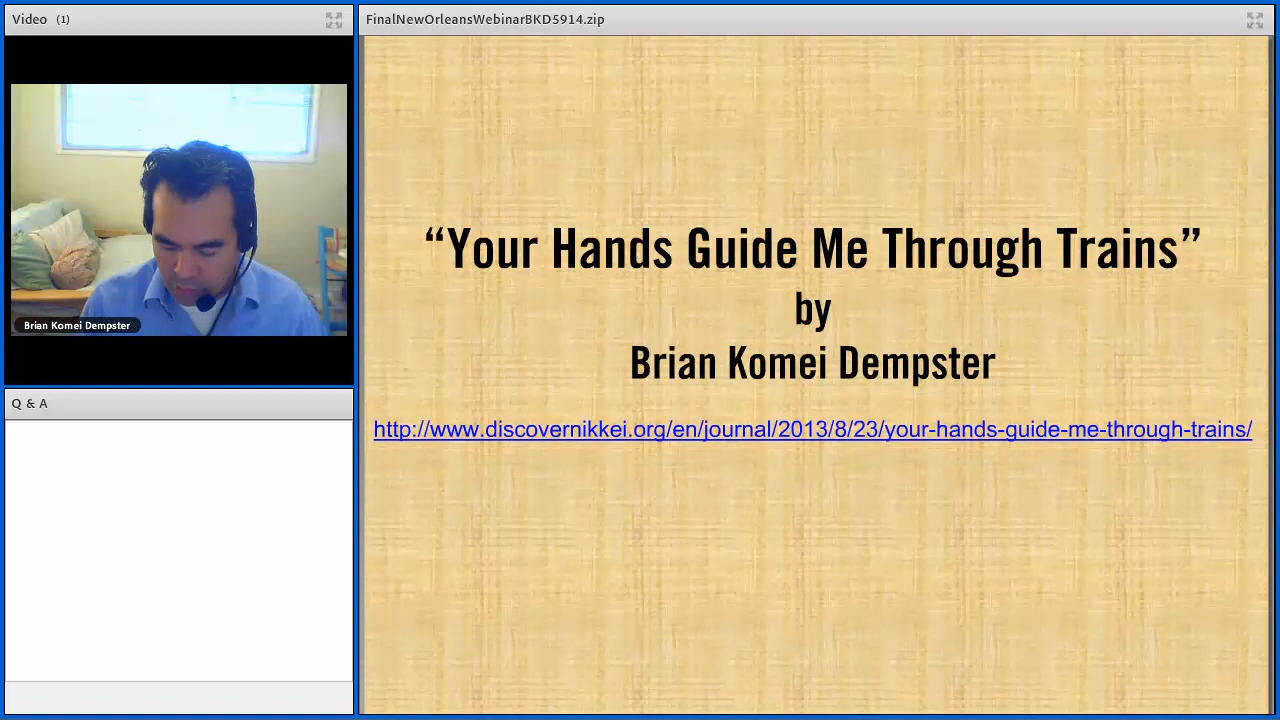 Video (1)
FinalNewOrleansWebinarBKD5914.zip
Brian Komei Dempster
Q & A
“Your Hands Guide Me Through Trains”
by
Brian Komei Dempster
http://www.discovernikkei.org/en/journal/2013/8/23/your-hands-guide-me-through-trains/